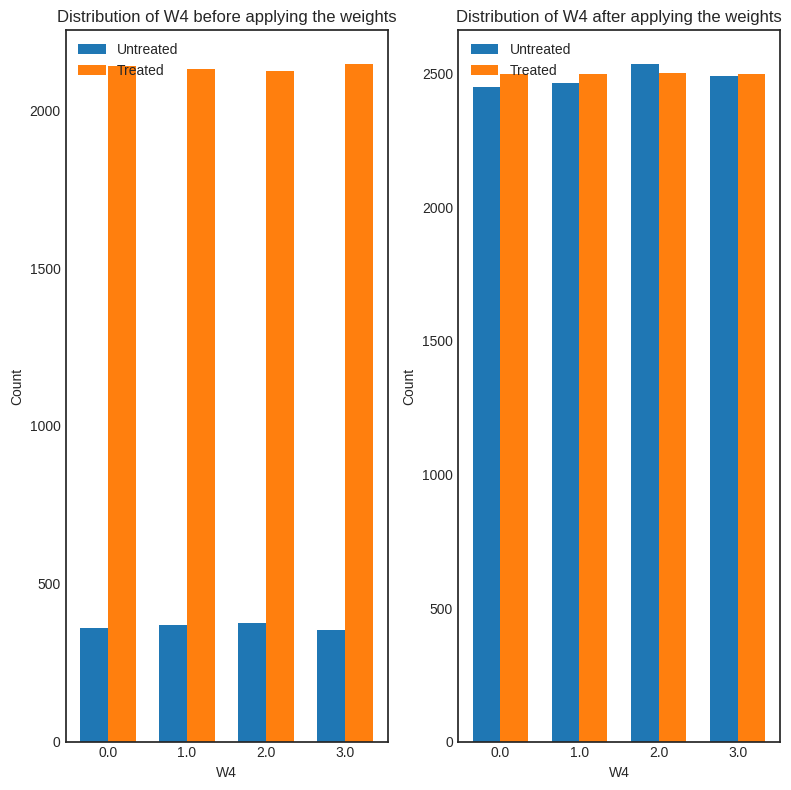 Distribution of W4 before applying the weights
Untreated
Treated
2000
1500
1000
500
0
Count
0.0 1.0 2.0 3.0
W4
Distribution of W4 after applying the weights
Untreated
Treated
2500
2000
1500
1000
500
0
Count
0.0 1.0 2.0 3.0
W4